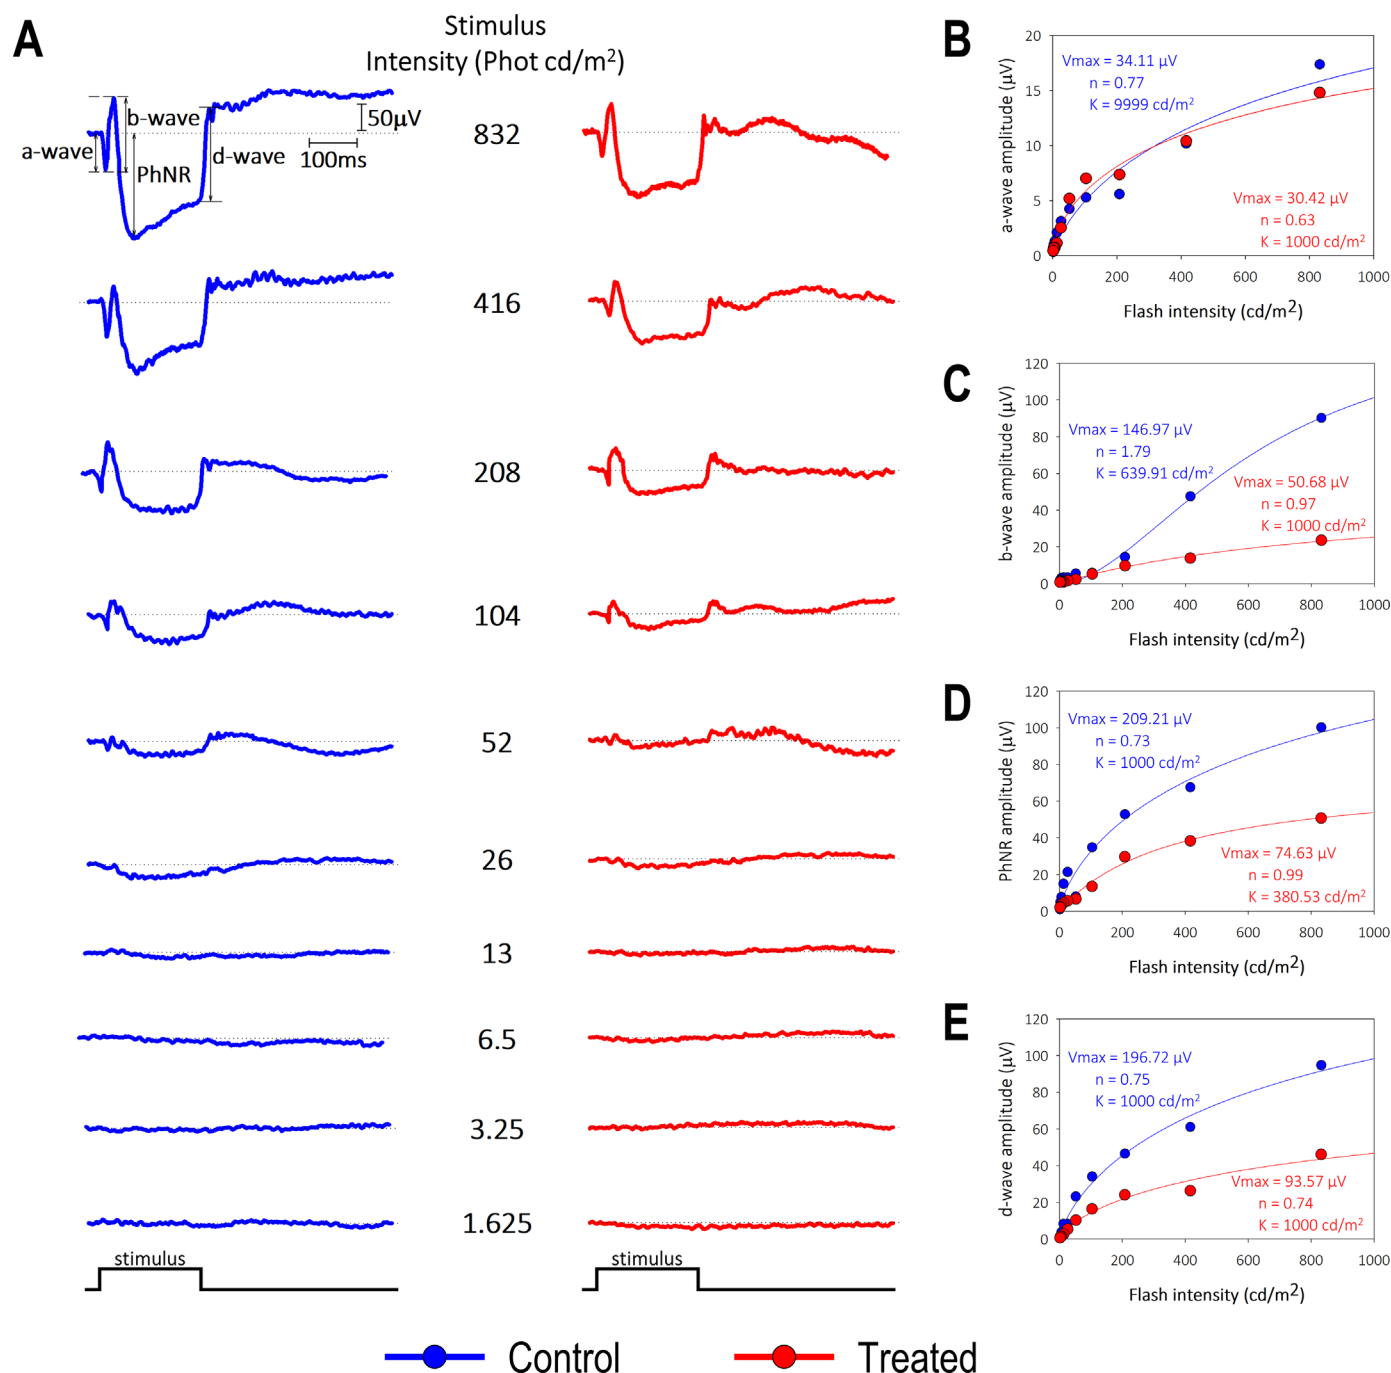 A
Stimulus
Intensity (Phot cd/m²)
b-wave
a-wave
PhNR
d-wave
50μV
100ms
832
416
208
104
52
26
13
6.5
3.25
1.625
stimulus
stimulus
Control
Treated
B
a-wave amplitude (μV)
20
15
10
5
0
Vmax = 34.11 μV
n = 0.77
K = 9999 cd/m²
Vmax = 30.42 μV
n = 0.63
K = 1000 cd/m²
0 200 400 600 800 1000
Flash intensity (cd/m²)
C
b-wave amplitude (μV)
120
100
80
60
40
20
0
Vmax = 146.97 μV
n = 1.79
K = 639.91 cd/m²
Vmax = 50.68 μV
n = 0.97
K = 1000 cd/m²
0 200 400 600 800 1000
Flash intensity (cd/m²)
D
PhNR amplitude (μV)
120
100
80
60
40
20
0
Vmax = 209.21 μV
n = 0.73
K = 1000 cd/m²
Vmax = 74.63 μV
n = 0.99
K = 380.53 cd/m²
0 200 400 600 800 1000
Flash intensity (cd/m²)
E
d-wave amplitude (μV)
120
100
80
60
40
20
0
Vmax = 196.72 μV
n = 0.75
K = 1000 cd/m²
Vmax = 93.57 μV
n = 0.74
K = 1000 cd/m²
0 200 400 600 800 1000
Flash intensity (cd/m²)